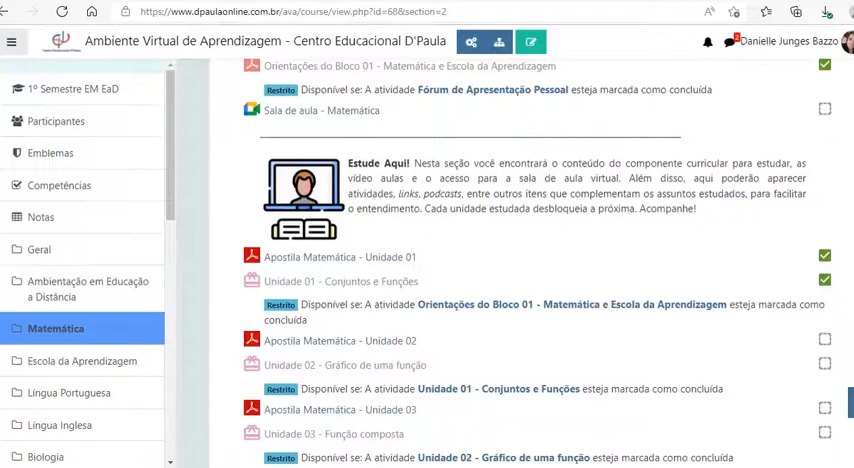 https://www.dpaulaonline.com.br/ava/course/view.php?id=68&section=2
Ambiente Virtual de Aprendizagem - Centro Educacional D'Paula
2
Danielle Junges Bazzo
1º Semestre EM EaD
Participantes
Emblemas
Competências
Notas
Geral
Ambientação em Educação
a Distância
Matemática
Escola da Aprendizagem
Língua Portuguesa
Língua Inglesa
Biologia
Orientações do Bloco 01 - Matemática e Escola da Aprendizagem
Restrito Disponível se: A atividade Fórum de Apresentação Pessoal esteja marcada como concluída
Sala de aula - Matemática
Estude Aqui! Nesta seção você encontrará o conteúdo do componente curricular para estudar, as
vídeo aulas e o acesso para a sala de aula virtual. Além disso, aqui poderão aparecer
atividades, links, podcasts, entre outros itens que complementam os assuntos estudados, para facilitar
o entendimento. Cada unidade estudada desbloqueia a próxima. Acompanhe!
Apostila Matemática - Unidade 01
Unidade 01 - Conjuntos e Funções
Restrito Disponível se: A atividade Orientações do Bloco 01 - Matemática e Escola da Aprendizagem esteja marcada como
concluída
Apostila Matemática - Unidade 02
Unidade 02 - Gráfico de uma função
Restrito Disponível se: A atividade Unidade 01 - Conjuntos e Funções esteja marcada como concluída
Apostila Matemática - Unidade 03
Unidade 03 - Função composta
Restrito Disponível se: A atividade Unidade 02 - Gráfico de uma função esteja marcada como concluída